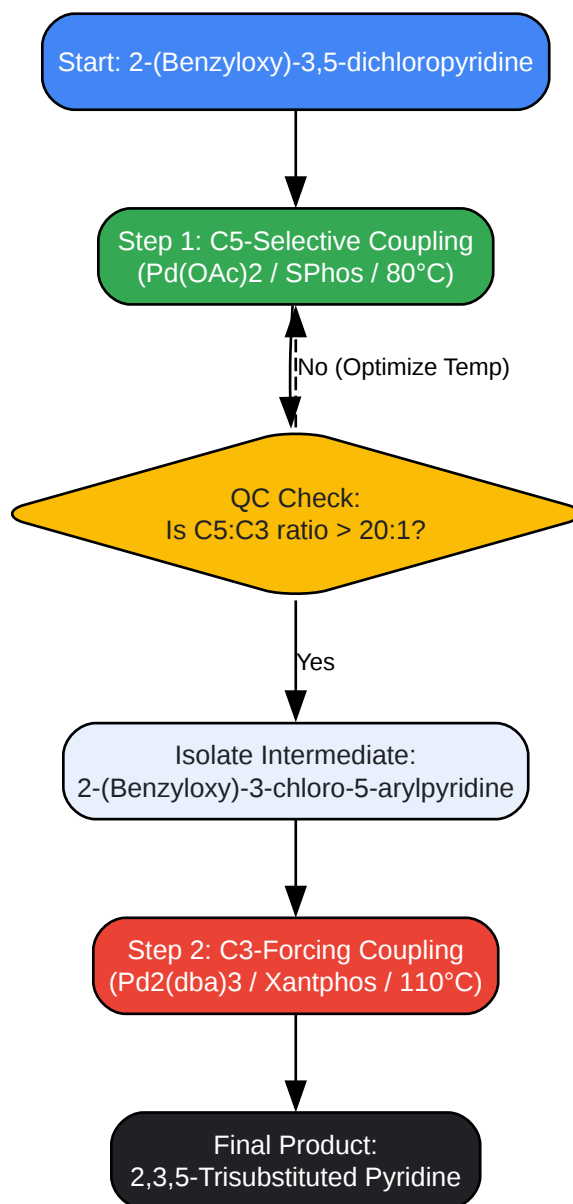 Start: 2-(Benzyloxy)-3,5-dichloropyridine
Step 1: C5-Selective Coupling
(Pd(OAc)2 / SPhos / 80°C)
No (Optimize Temp)
QC Check:
Is C5:C3 ratio > 20:1?
Yes
Isolate Intermediate:
2-(Benzyloxy)-3-chloro-5-arylpyridine
Step 2: C3-Forcing Coupling
(Pd2(dba)3 / Xantphos / 110°C)
Final Product:
2,3,5-Trisubstituted Pyridine